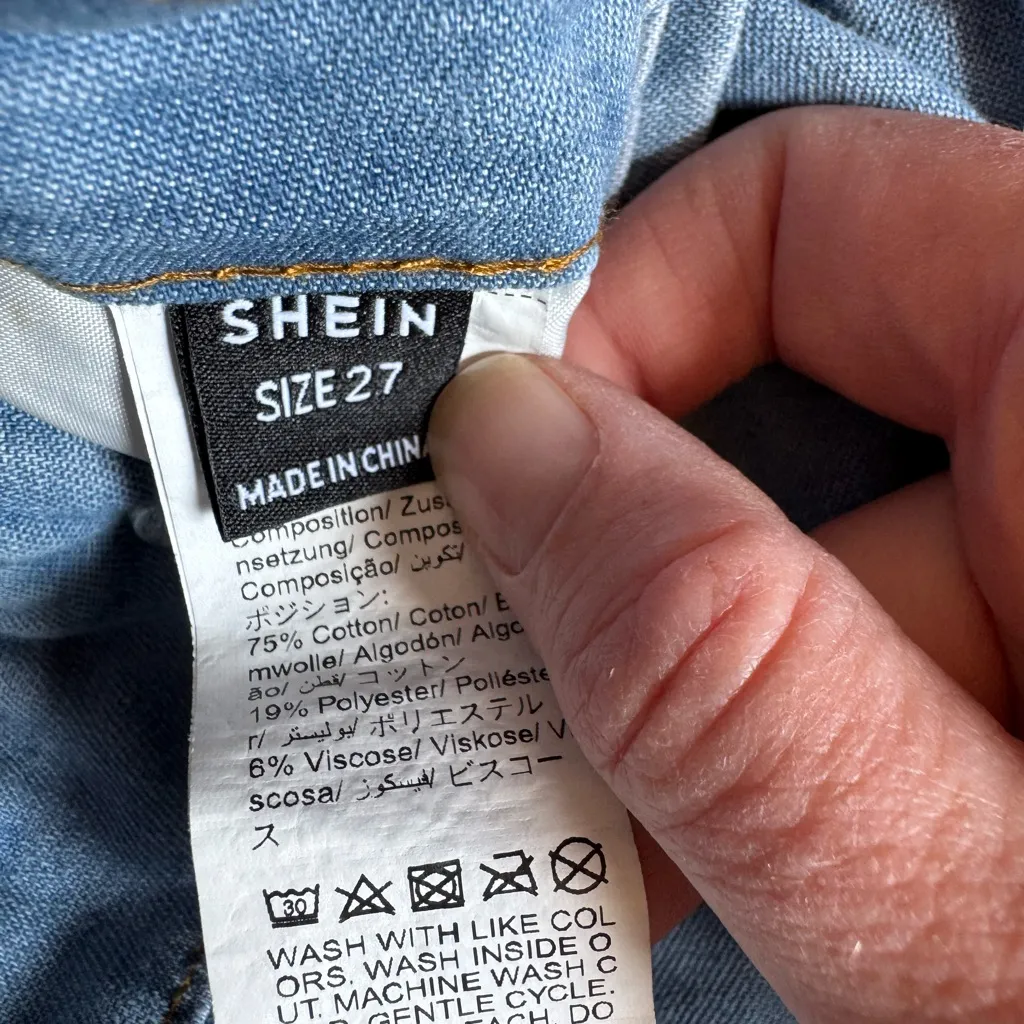 SHEIN
SIZE 27
MADE IN CHINA
Composition/ Zus
nsetzung/ Compos
Composição/ تكوين/
ポジション:
75% Cotton/ Coton/ B
mwolle/ Algodón/ Algo
ão/ قطن/ コットン
19% Polyester/ Polléste
r/ بوليستر/ ポリエステル
6% Viscose/ Viskose/ V
scosa/ فيسكوز/ ビスコー
ス
30
WASH WITH LIKE COL
ORS, WASH INSIDE O
UT. MACHINE WASH C
GENTLE CYCLE.
EACH, DO